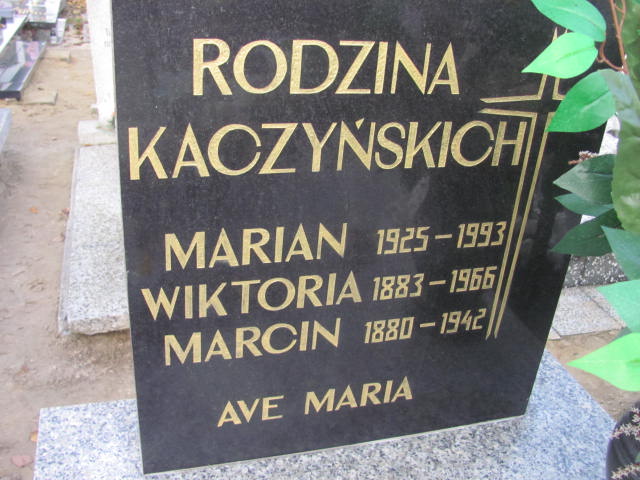 RODZINA
KACZYŃSKICH
MARIAN 1925 – 1993
WIKTORIA 1883 – 1966
MARCIN 1880 – 1942
AVE MARIA